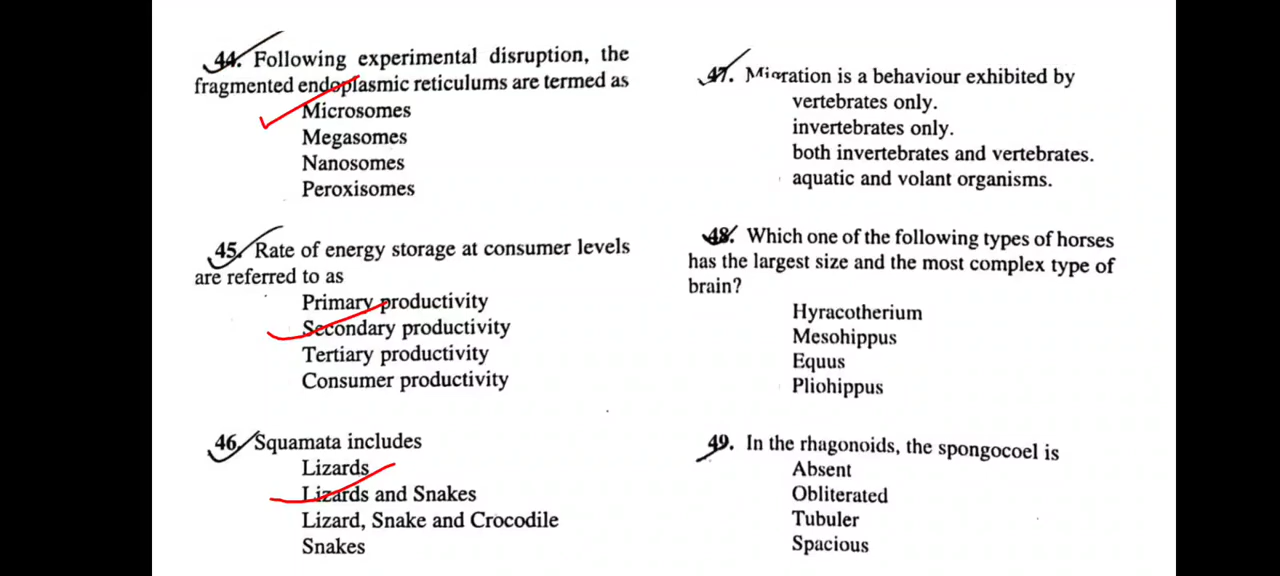 44. Following experimental disruption, the
fragmented endoplasmic reticulums are termed as
Microsomes
Megasomes
Nanosomes
Peroxisomes
45. Rate of energy storage at consumer levels
are referred to as
Primary productivity
Secondary productivity
Tertiary productivity
Consumer productivity
46. Squamata includes
Lizards
Lizards and Snakes
Lizard, Snake and Crocodile
Snakes
47. Migration is a behaviour exhibited by
vertebrates only.
invertebrates only.
both invertebrates and vertebrates.
aquatic and volant organisms.
48. Which one of the following types of horses
has the largest size and the most complex type of
brain?
Hyracotherium
Mesohippus
Equus
Pliohippus
49. In the rhagonoids, the spongocoel is
Absent
Obliterated
Tubuler
Spacious